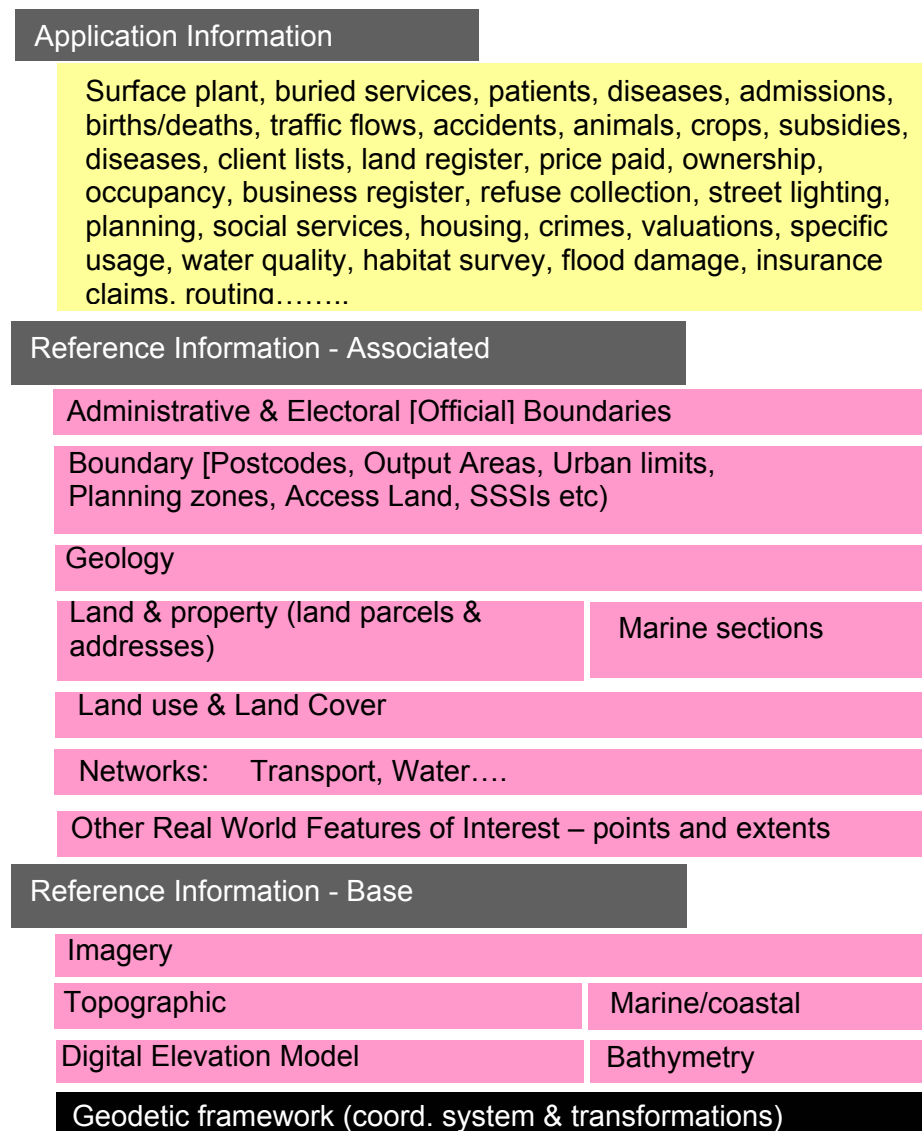 Application Information
Surface plant, buried services, patients, diseases, admissions,
births/deaths, traffic flows, accidents, animals, crops, subsidies,
diseases, client lists, land register, price paid, ownership,
occupancy, business register, refuse collection, street lighting,
planning, social services, housing, crimes, valuations, specific
usage, water quality, habitat survey, flood damage, insurance
claims, routing……..
Reference Information - Associated
Administrative & Electoral [Official] Boundaries
Boundary [Postcodes, Output Areas, Urban limits,
Planning zones, Access Land, SSSIs etc)
Geology
Land & property (land parcels &
addresses)
Marine sections
Land use & Land Cover
Networks: Transport, Water….
Other Real World Features of Interest – points and extents
Reference Information - Base
Imagery
Topographic
Marine/coastal
Digital Elevation Model
Bathymetry
Geodetic framework (coord. system & transformations)